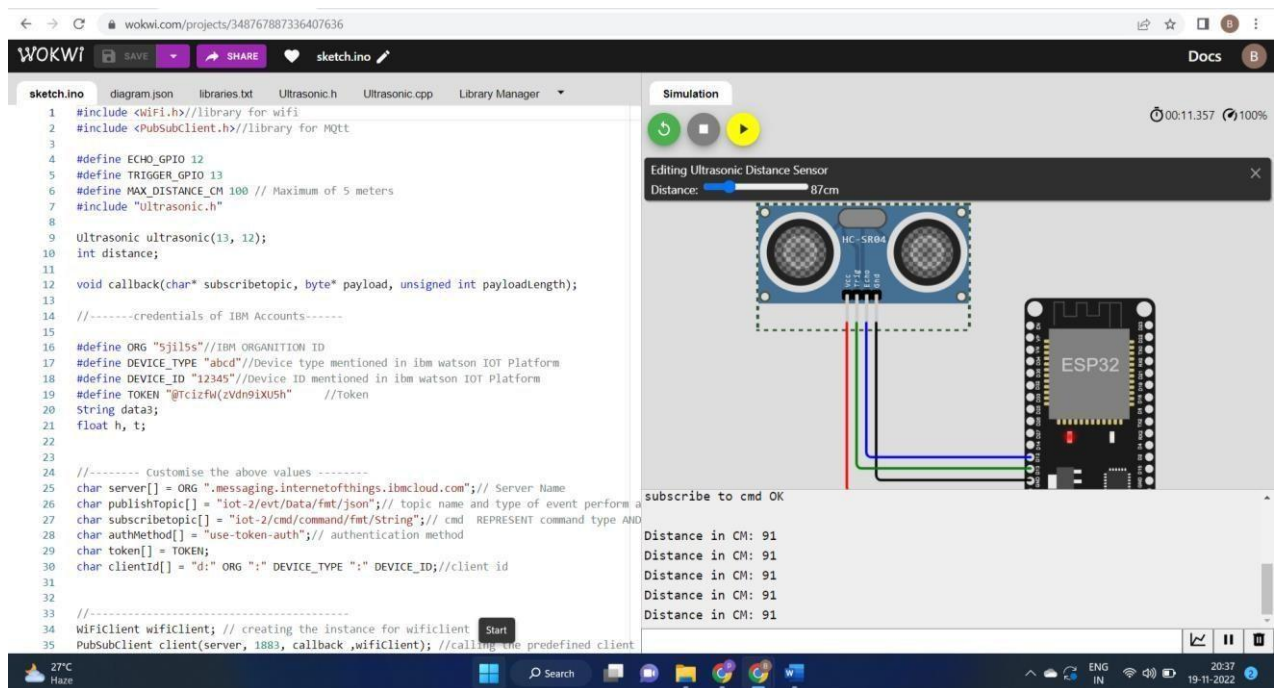 wokwi.com/projects/348767887336407636
B
WOKWI SAVE SHARE sketch.ino Docs B
sketch.ino diagram.json libraries.txt Ultrasonic.h Ultrasonic.cpp Library Manager
1 #include <WiFi.h>//library for wifi
2 #include <PubSubClient.h>//library for MQtt
3
4 #define ECHO_GPIO 12
5 #define TRIGGER_GPIO 13
6 #define MAX_DISTANCE_CM 100 // Maximum of 5 meters
7 #include "Ultrasonic.h"
8
9 Ultrasonic ultrasonic(13, 12);
10 int distance;
11
12 void callback(char* subscribetopic, byte* payload, unsigned int payloadLength);
13
14 //-------credentials of IBM Accounts------
15
16 #define ORG "5jil5s"//IBM ORGANITION ID
17 #define DEVICE_TYPE "abcd"//Device type mentioned in ibm watson IOT Platform
18 #define DEVICE_ID "12345"//Device ID mentioned in ibm watson IOT Platform
19 #define TOKEN "@TcizfW(zVdn9iXU5h" //Token
20 String data3;
21 float h, t;
22
23
24 //-------- Customise the above values --------
25 char server[] = ORG ".messaging.internetofthings.ibmcloud.com";// Server Name
26 char publishTopic[] = "iot-2/evt/Data/fmt/json";// topic name and type of event perform a
27 char subscribetopic[] = "iot-2/cmd/command/fmt/String";// cmd REPRESENT command type AND
28 char authMethod[] = "use-token-auth";// authentication method
29 char token[] = TOKEN;
30 char clientId[] = "d:" ORG ":" DEVICE_TYPE ":" DEVICE_ID;//client id
31
32
33 //-----------------------------------------
34 WiFiClient wifiClient; // creating the instance for wificlient
35 PubSubClient client(server, 1883, callback ,wifiClient); //calling the predefined client
Start
Simulation
00:11.357 100%
Editing Ultrasonic Distance Sensor
Distance: 87cm
HC-SR04
Vcc
Trig
Echo
Gnd
ESP32
subscribe to cmd OK
Distance in CM: 91
Distance in CM: 91
Distance in CM: 91
Distance in CM: 91
Distance in CM: 91
27°C
Haze
Search
ENG
IN
20:37
19-11-2022
2